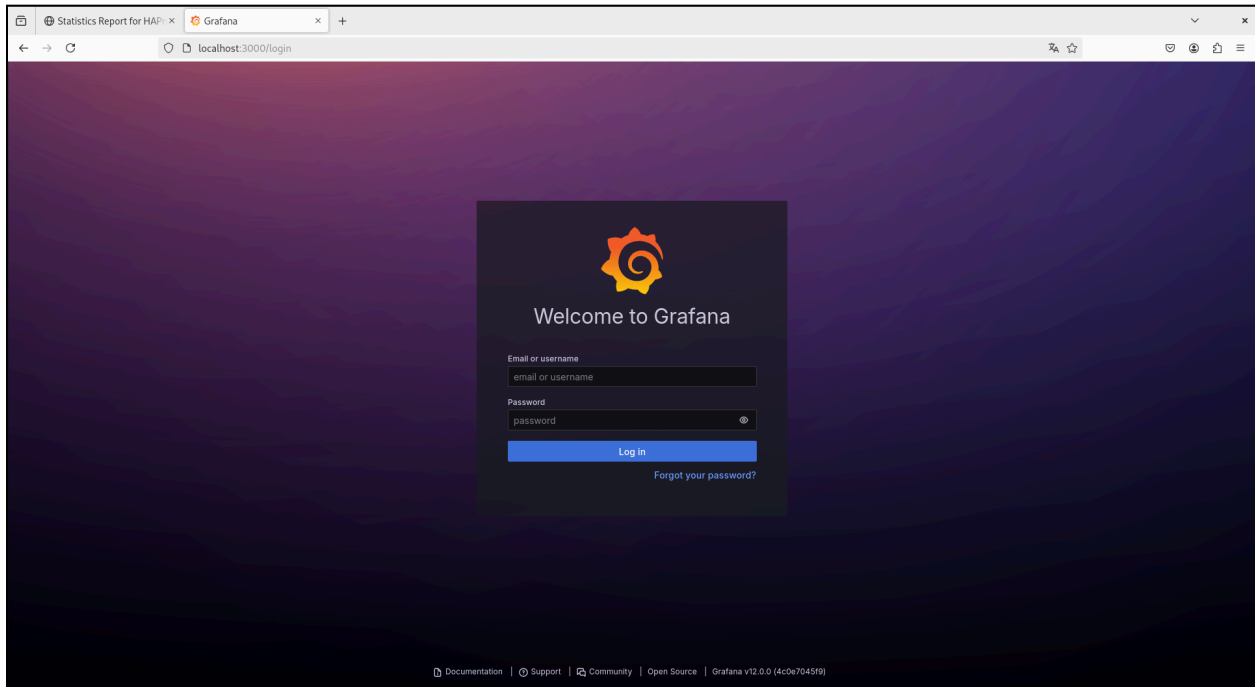 Statistics Report for HAPr
Grafana
localhost:3000/login
Welcome to Grafana
Email or username
email or username
Password
password
Log in
Forgot your password?
Documentation | Support | Community | Open Source | Grafana v12.0.0 (4c0e7045f9)